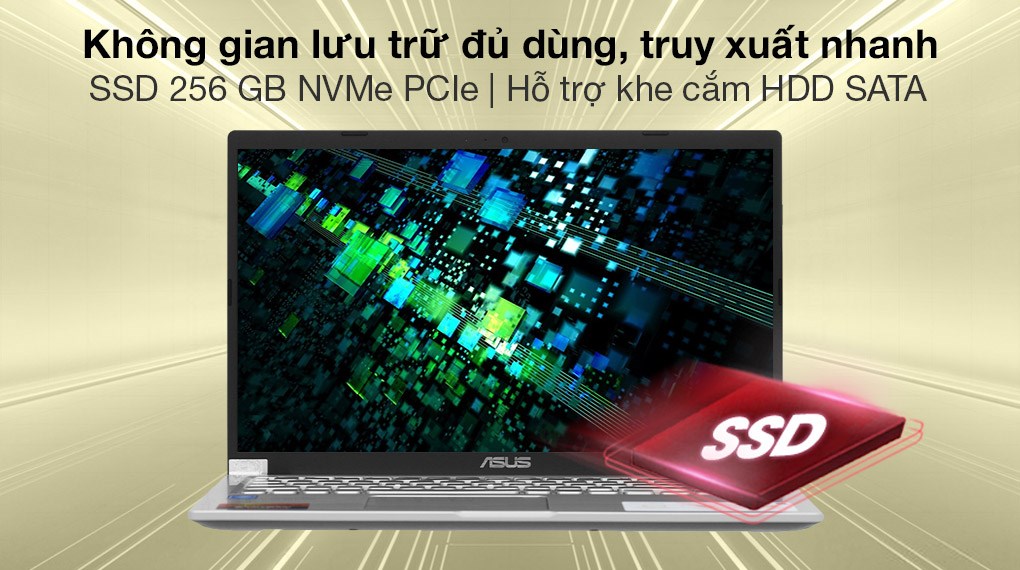 Không gian lưu trữ đủ dùng, truy xuất nhanh
SSD 256 GB NVMe PCIe | Hỗ trợ khe cắm HDD SATA
ASUS
SSD